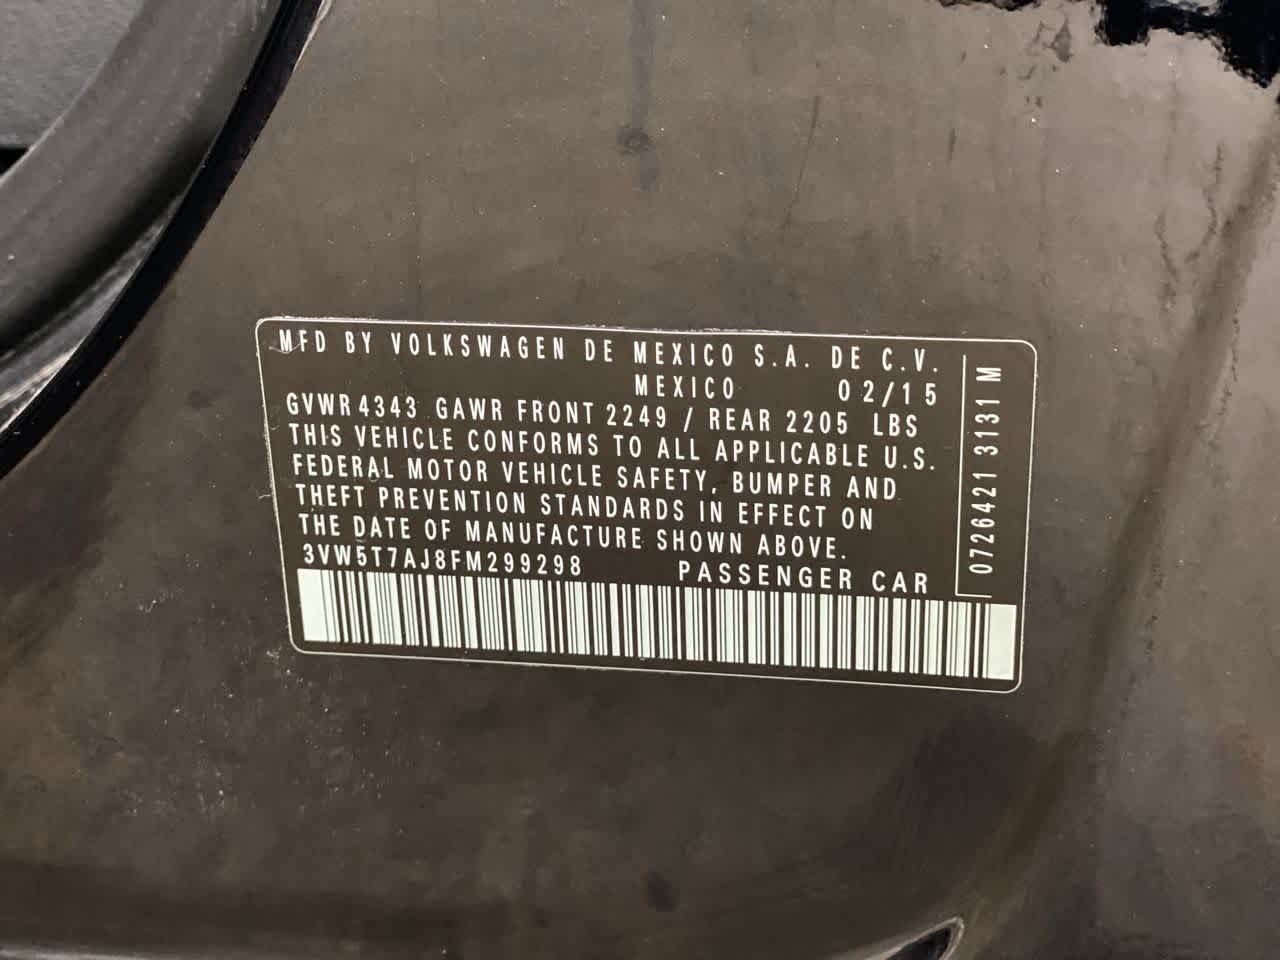 MFD BY VOLKSWAGEN DE MEXICO S.A. DE C.V.
MEXICO 02/15
GVWR 4343 GAWR FRONT 2249 / REAR 2205 LBS
THIS VEHICLE CONFORMS TO ALL APPLICABLE U.S.
FEDERAL MOTOR VEHICLE SAFETY, BUMPER AND
THEFT PREVENTION STANDARDS IN EFFECT ON
THE DATE OF MANUFACTURE SHOWN ABOVE.
3VW5T7AJ8FM299298 PASSENGER CAR
0726421 3131 M